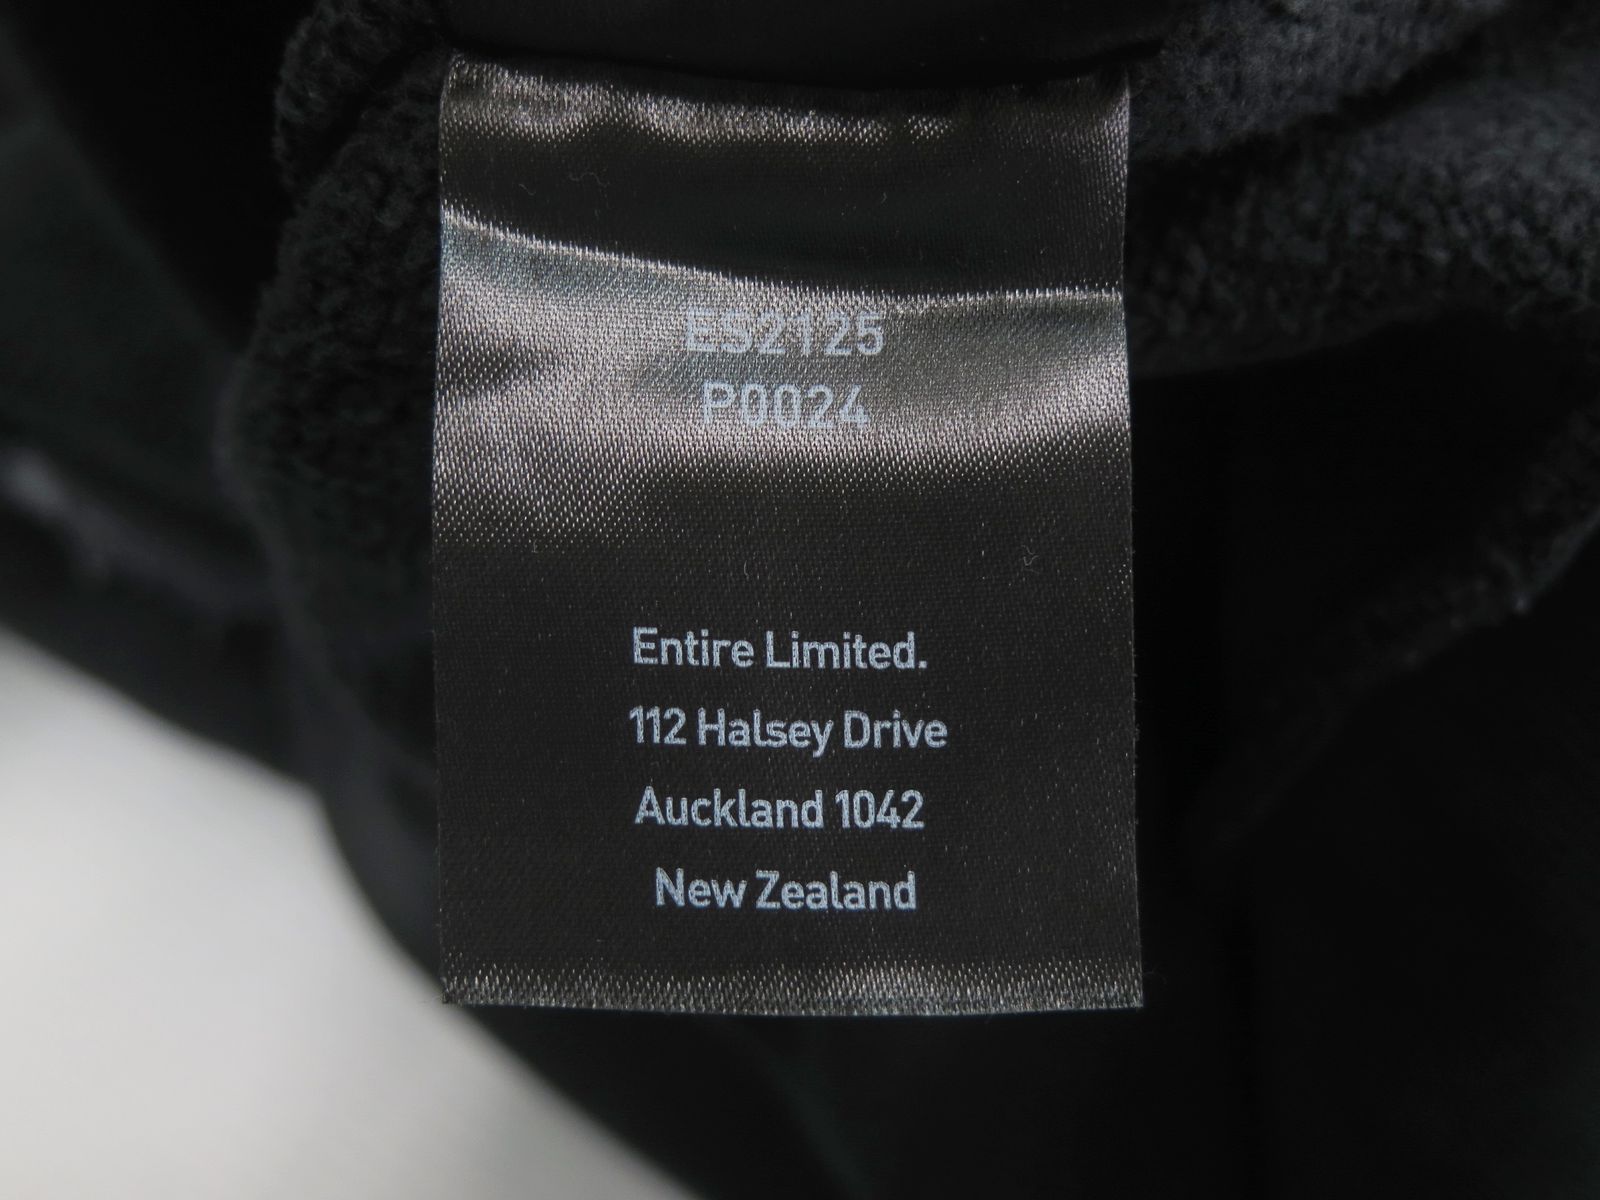 ES2125
P0024
Entire Limited.
112 Halsey Drive
Auckland 1042
New Zealand